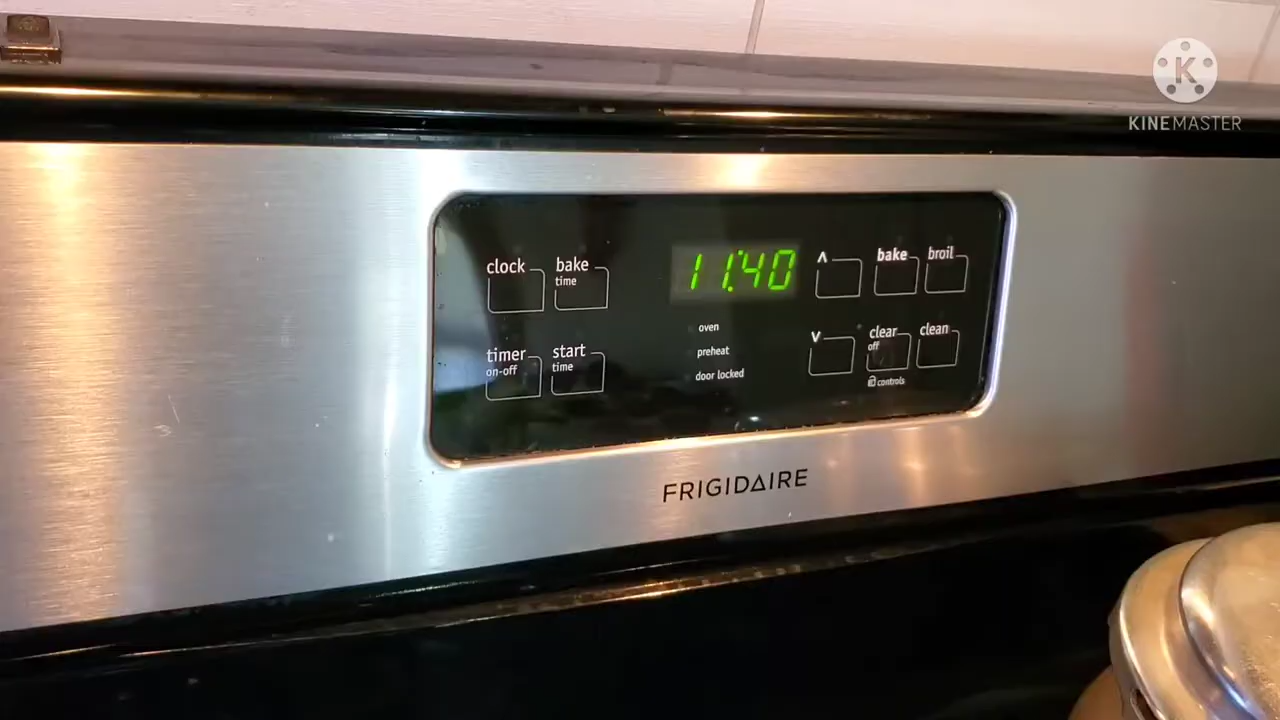 KINEMASTER
clock
bake
time
11:40
^
bake
broil
timer
on-off
start
time
oven
preheat
door locked
v
clear
off
clean
controls
FRIGIDAIRE